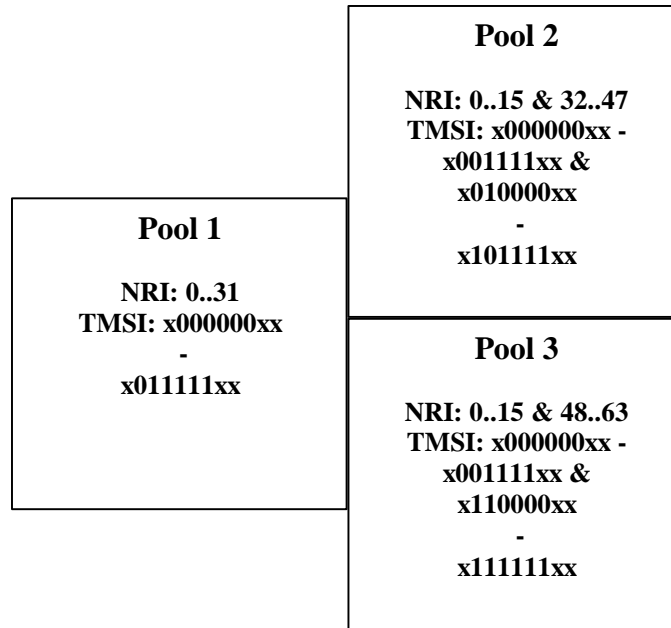 Pool 2
NRI: 0..15 & 32..47
TMSI: x000000xx -
x001111xx &
x010000xx
-
x101111xx
Pool 1
NRI: 0..31
TMSI: x000000xx
-
x011111xx
Pool 3
NRI: 0..15 & 48..63
TMSI: x000000xx -
x001111xx &
x110000xx
-
x111111xx